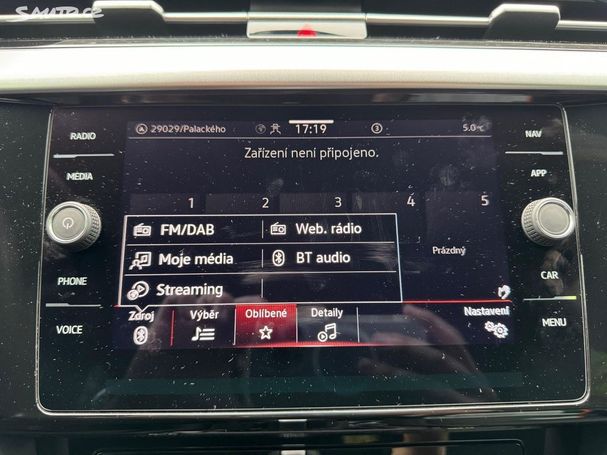 Sauto.cz
RADIO
MÉDIA
PHONE
VOICE
29029/Palackého
17:19
3
5.0°C
Zařízení není připojeno.
1 2 3 4 5
FM/DAB
Web. rádio
Moje média
BT audio
Streaming
Prázdný
Zdroj
Výběr
Oblíbené
Detaily
Nastavení
NAV
APP
CAR
MENU